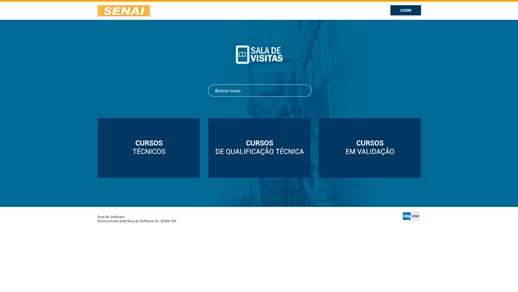 SENAI
LOGIN
SALA DE
VISITAS
Buscar curso
CURSOS
TÉCNICOS
CURSOS
DE QUALIFICAÇÃO TÉCNICA
CURSOS
EM VALIDAÇÃO
Área de Software
Desenvolvido pela Área de Software do SENAI-BA